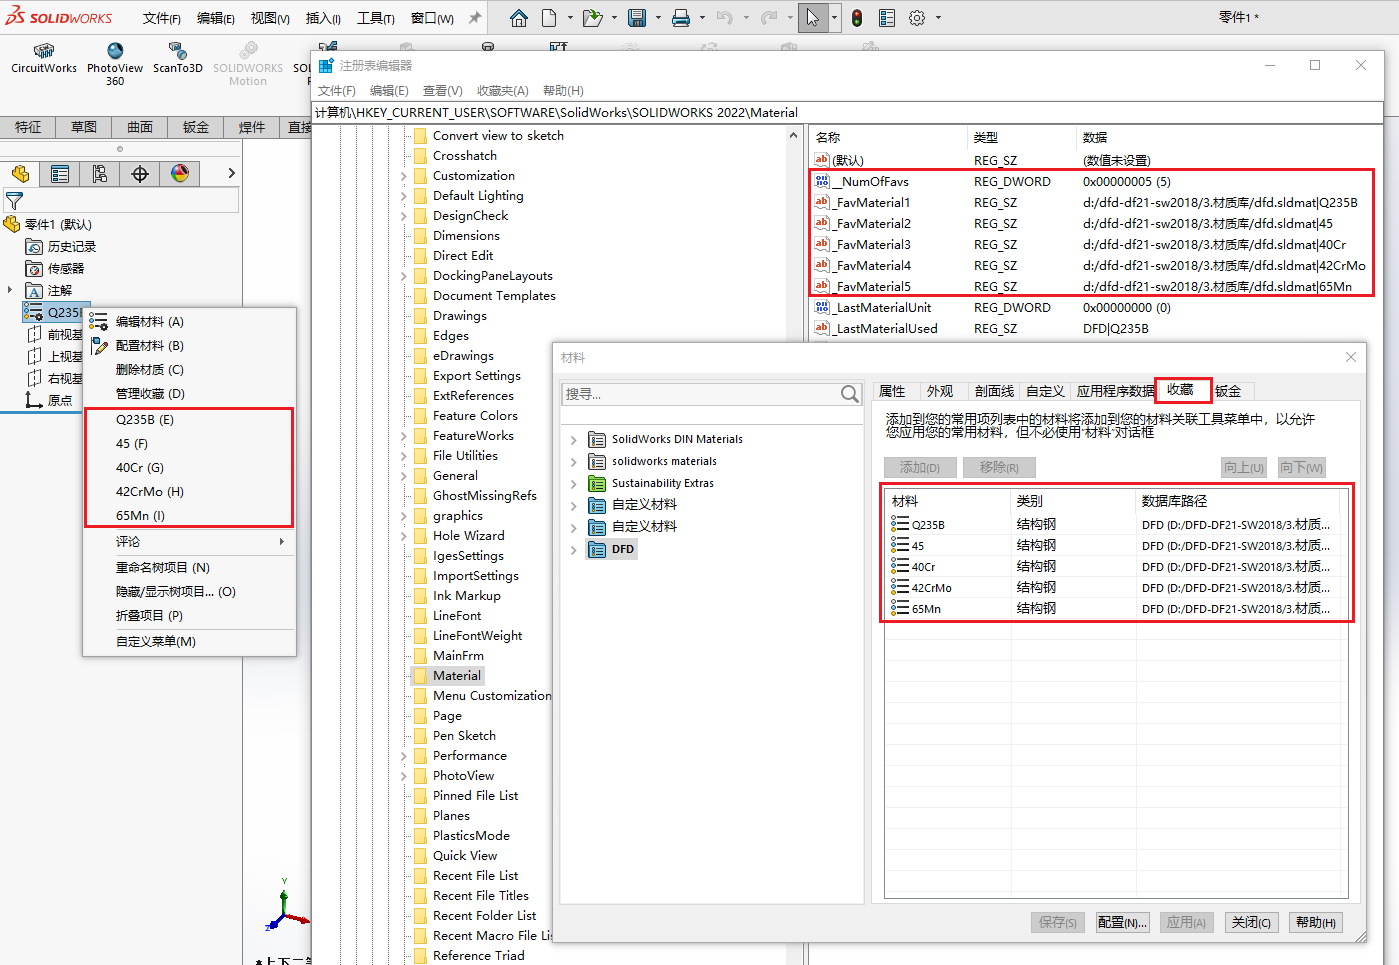 SOLIDWORKS
文件(F) 编辑(E) 视图(V) 插入(I) 工具(T) 窗口(W)
零件1 *
CircuitWorks
PhotoView
360
ScanTo3D
SOLIDWORKS
Motion
特征 草图 曲面 钣金 焊件 直接
零件1 (默认)
历史记录
传感器
注解
Q235B
前视基
上视基
右视基
原点
编辑材料 (A)
配置材料 (B)
删除材质 (C)
管理收藏 (D)
Q235B (E)
45 (F)
40Cr (G)
42CrMo (H)
65Mn (I)
评论
重命名树项目 (N)
隐藏/显示树项目... (O)
折叠项目 (P)
自定义菜单(M)
注册表编辑器
文件(F) 编辑(E) 查看(V) 收藏夹(A) 帮助(H)
计算机\HKEY_CURRENT_USER\SOFTWARE\SolidWorks\SOLIDWORKS 2022\Material
Convert view to sketch
Crosshatch
Customization
Default Lighting
DesignCheck
Dimensions
Direct Edit
DockingPaneLayouts
Document Templates
Drawings
Edges
eDrawings
Export Settings
ExtReferences
Feature Colors
FeatureWorks
File Utilities
General
GhostMissingRefs
graphics
Hole Wizard
IgesSettings
ImportSettings
Ink Markup
LineFont
LineFontWeight
MainFrm
Material
Menu Customization
Page
Pen Sketch
Performance
PhotoView
Pinned File List
Planes
PlasticsMode
Quick View
Recent File List
Recent File Titles
Recent Folder List
Recent Macro File Lis
Reference Triad
名称 类型 数据
(默认) REG_SZ (数值未设置)
__NumOfFavs REG_DWORD 0x00000005 (5)
_FavMaterial1 REG_SZ d:/dfd-df21-sw2018/3.材质库/dfd.sldmat|Q235B
_FavMaterial2 REG_SZ d:/dfd-df21-sw2018/3.材质库/dfd.sldmat|45
_FavMaterial3 REG_SZ d:/dfd-df21-sw2018/3.材质库/dfd.sldmat|40Cr
_FavMaterial4 REG_SZ d:/dfd-df21-sw2018/3.材质库/dfd.sldmat|42CrMo
_FavMaterial5 REG_SZ d:/dfd-df21-sw2018/3.材质库/dfd.sldmat|65Mn
_LastMaterialUnit REG_DWORD 0x00000000 (0)
_LastMaterialUsed REG_SZ DFD|Q235B
材料
搜寻...
SolidWorks DIN Materials
solidworks materials
Sustainability Extras
自定义材料
自定义材料
DFD
属性 外观 剖面线 自定义 应用程序数据 收藏 钣金
添加到您的常用项列表中的材料将添加到您的材料关联工具菜单中，以允许
您应用您的常用材料，但不必使用“材料”对话框
添加(D) 移除(R) 向上(U) 向下(W)
材料 类别 数据库路径
Q235B 结构钢 DFD (D:/DFD-DF21-SW2018/3.材质...
45 结构钢 DFD (D:/DFD-DF21-SW2018/3.材质...
40Cr 结构钢 DFD (D:/DFD-DF21-SW2018/3.材质...
42CrMo 结构钢 DFD (D:/DFD-DF21-SW2018/3.材质...
65Mn 结构钢 DFD (D:/DFD-DF21-SW2018/3.材质...
保存(S) 配置(N)... 应用(A) 关闭(C) 帮助(H)
Y
Z